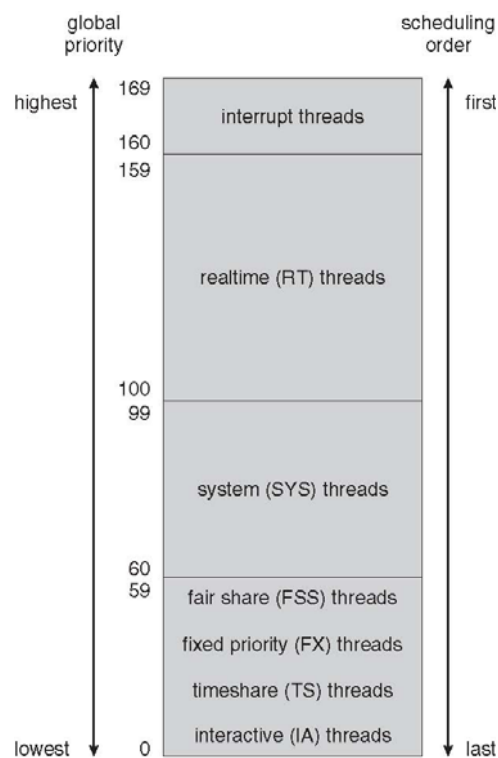 global
priority
scheduling
order
highest
169
first
interrupt threads
160
159
realtime (RT) threads
100
99
system (SYS) threads
60
59
fair share (FSS) threads
fixed priority (FX) threads
timeshare (TS) threads
interactive (IA) threads
lowest
0
last